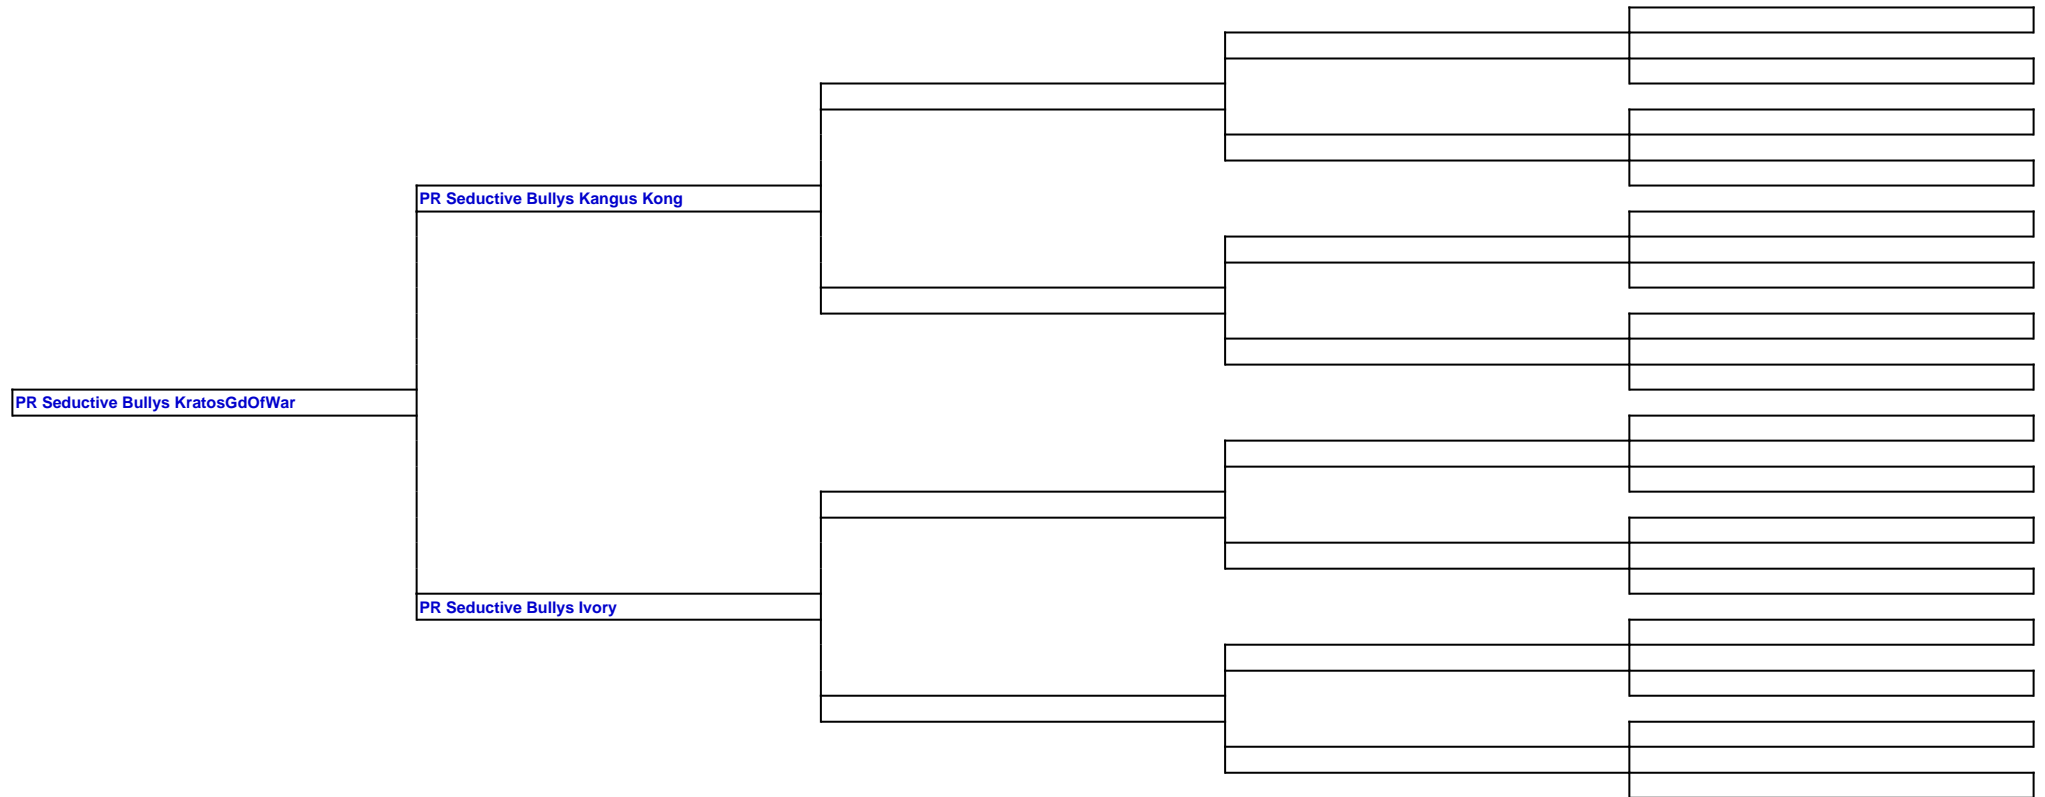 PR Seductive Bullys Kangus Kong
PR Seductive Bullys KratosGdOfWar
PR Seductive Bullys Ivory